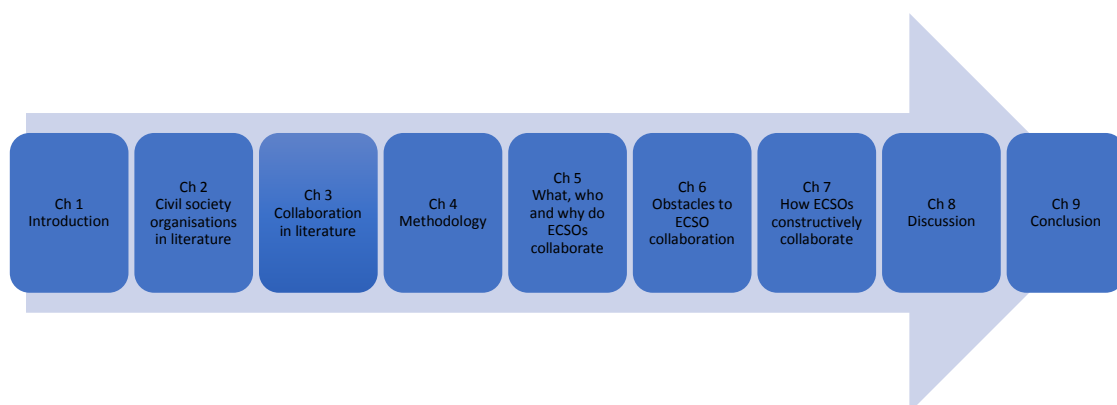 Ch 1
Introduction
Ch 2
Civil society
organisations
in literature
Ch 3
Collaboration
in literature
Ch 4
Methodology
Ch 5
What, who
and why do
ECSOs
collaborate
Ch 6
Obstacles to
ECSO
collaboration
Ch 7
How ECSOs
constructively
collaborate
Ch 8
Discussion
Ch 9
Conclusion